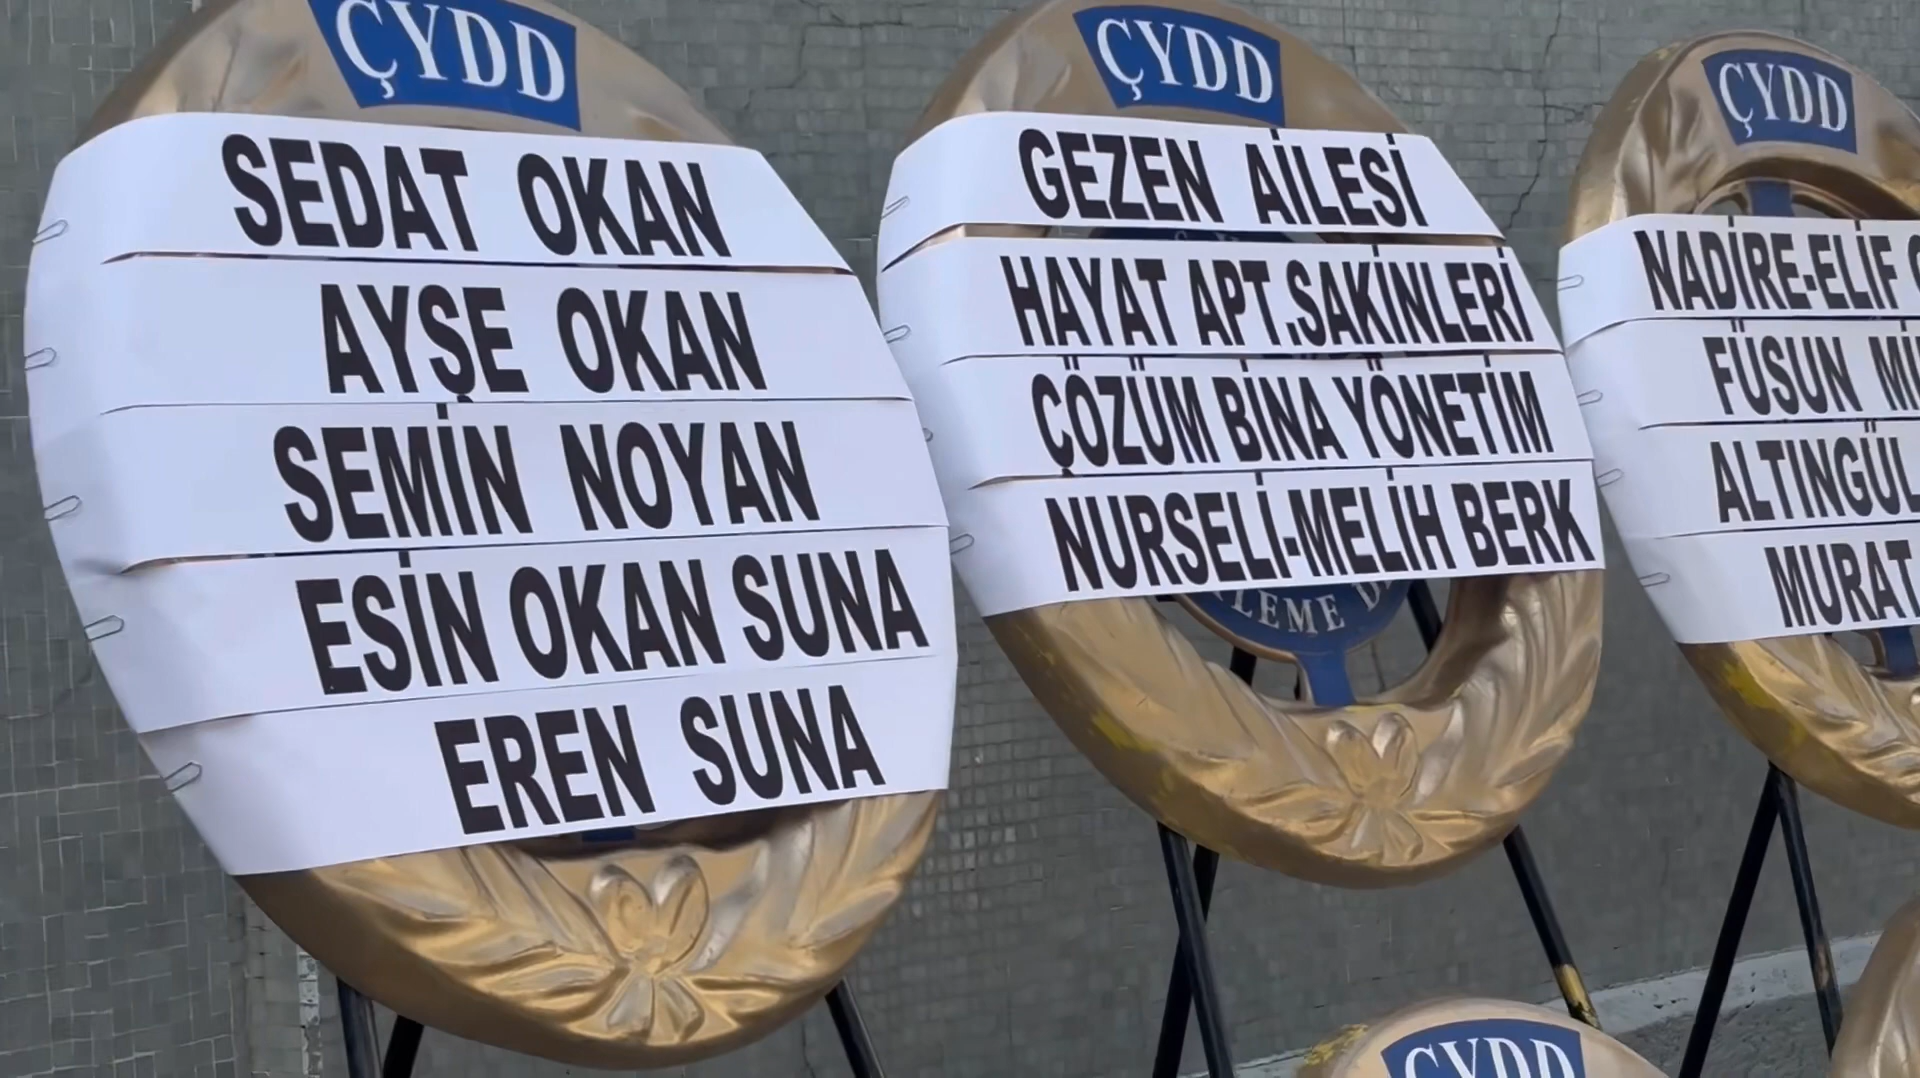 ÇYDD
SEDAT OKAN
AYŞE OKAN
SEMİN NOYAN
ESİN OKAN SUNA
EREN SUNA
ÇYDD
GEZEN AİLESİ
HAYAT APT.SAKİNLERİ
ÇÖZÜM BİNA YÖNETİM
NURSELİ-MELİH BERK
ÇYDD
NADİRE-ELİF
FÜSUN
ALTINGÜL
MURAT
ÇYDD